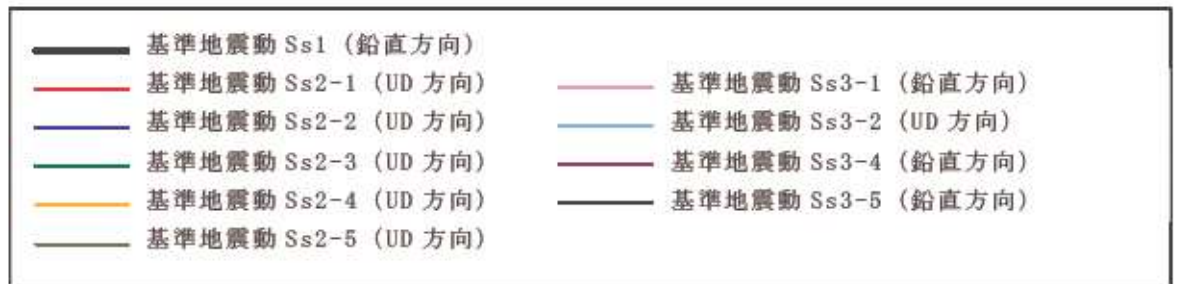 基準地震動 Ss1 (鉛直方向)
基準地震動 Ss2-1 (UD 方向)
基準地震動 Ss2-2 (UD 方向)
基準地震動 Ss2-3 (UD 方向)
基準地震動 Ss2-4 (UD 方向)
基準地震動 Ss2-5 (UD 方向)
基準地震動 Ss3-1 (鉛直方向)
基準地震動 Ss3-2 (UD 方向)
基準地震動 Ss3-4 (鉛直方向)
基準地震動 Ss3-5 (鉛直方向)